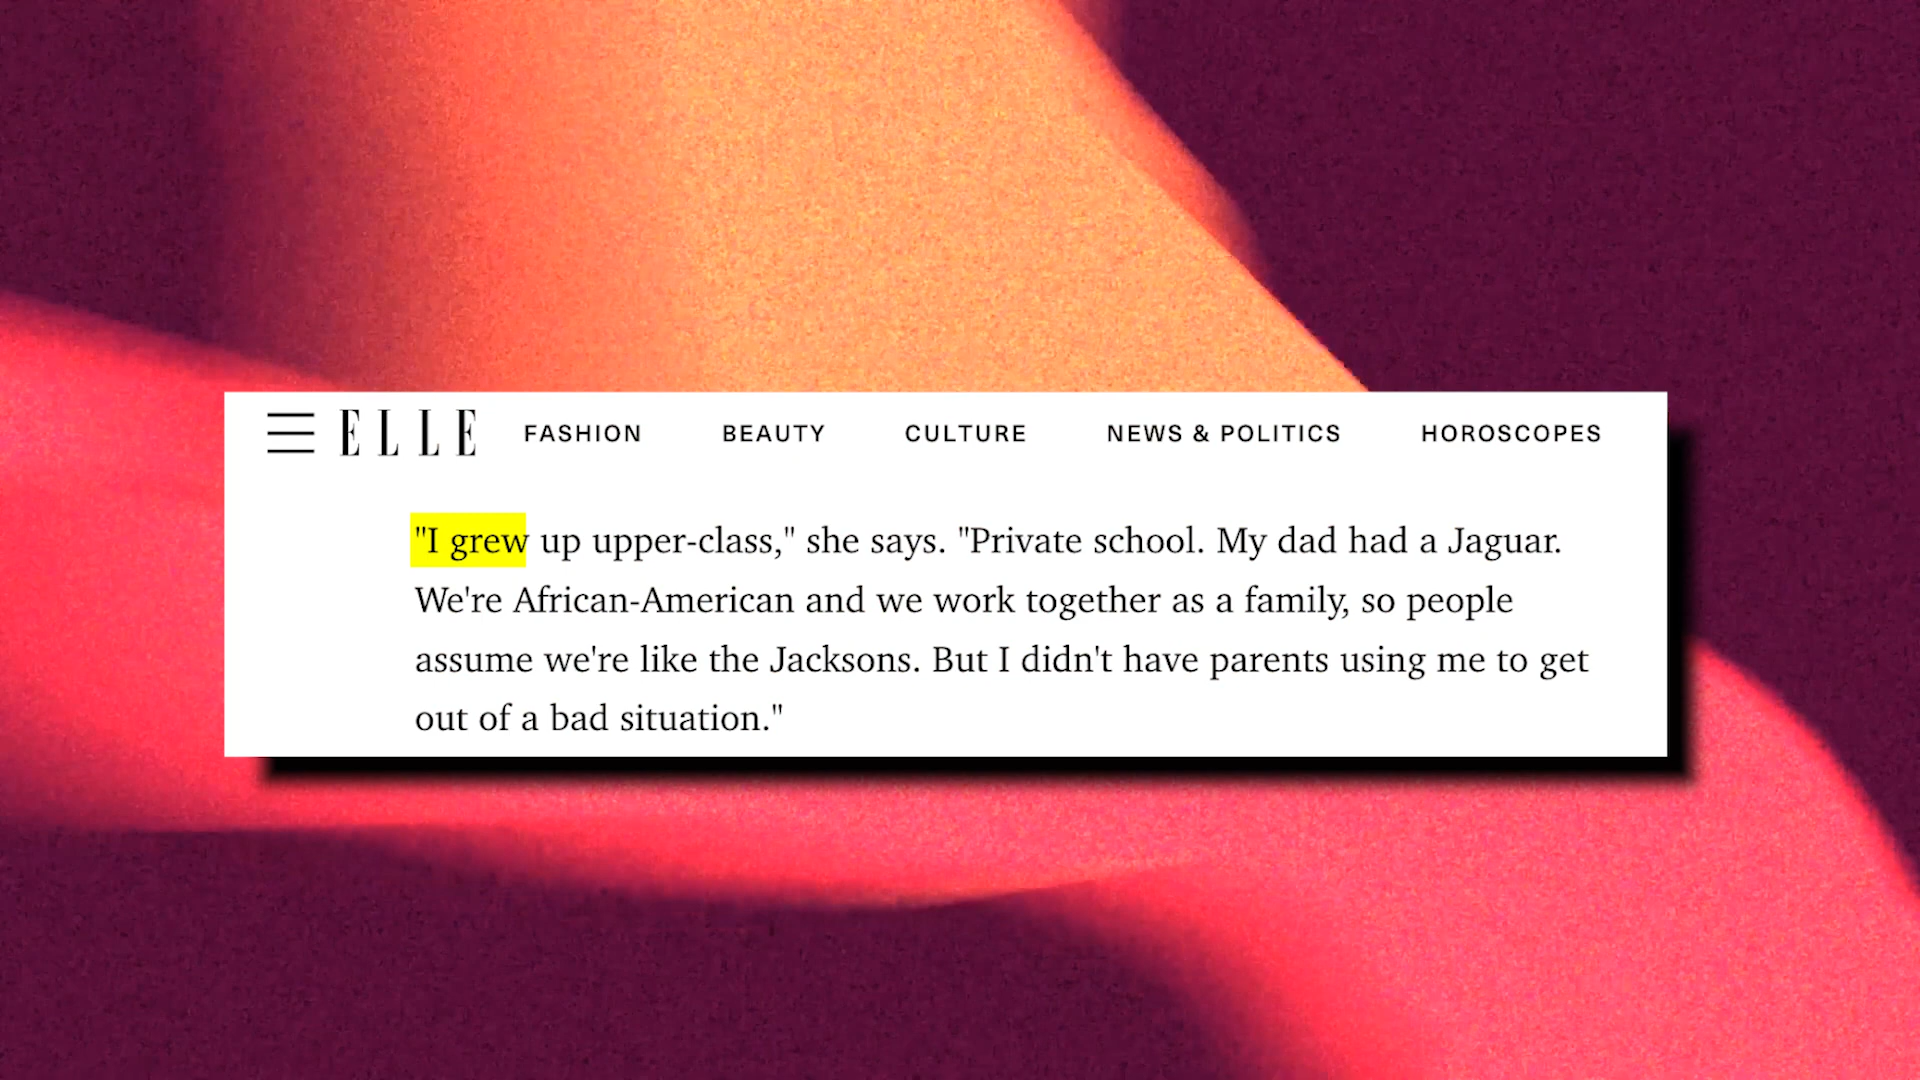 ELLE FASHION BEAUTY CULTURE NEWS & POLITICS HOROSCOPES
"I grew up upper-class," she says. "Private school. My dad had a Jaguar.
We're African-American and we work together as a family, so people
assume we're like the Jacksons. But I didn't have parents using me to get
out of a bad situation."